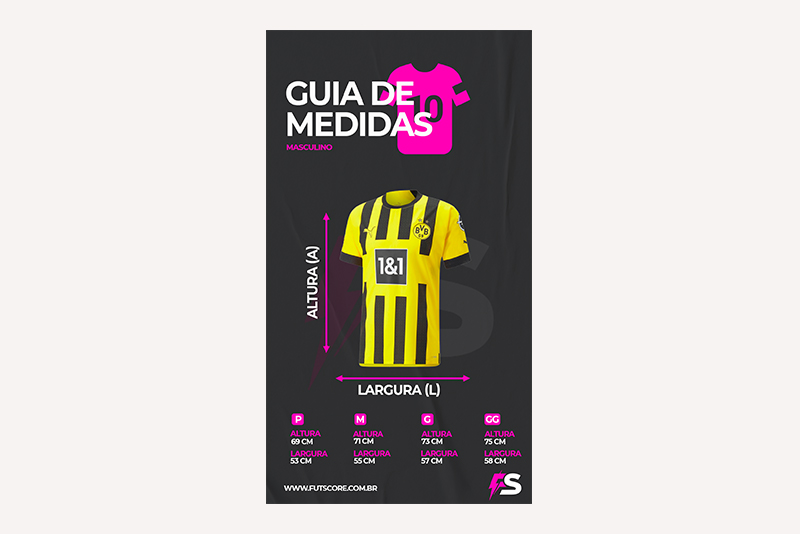 GUIA DE
MEDIDAS
10
MASCULINO
BVB
09
1&1
ALTURA (A)
LARGURA (L)
P M G GG
ALTURA ALTURA ALTURA ALTURA
69 CM 71 CM 73 CM 75 CM
LARGURA LARGURA LARGURA LARGURA
53 CM 55 CM 57 CM 58 CM
WWW.FUTSCORE.COM.BR
FS